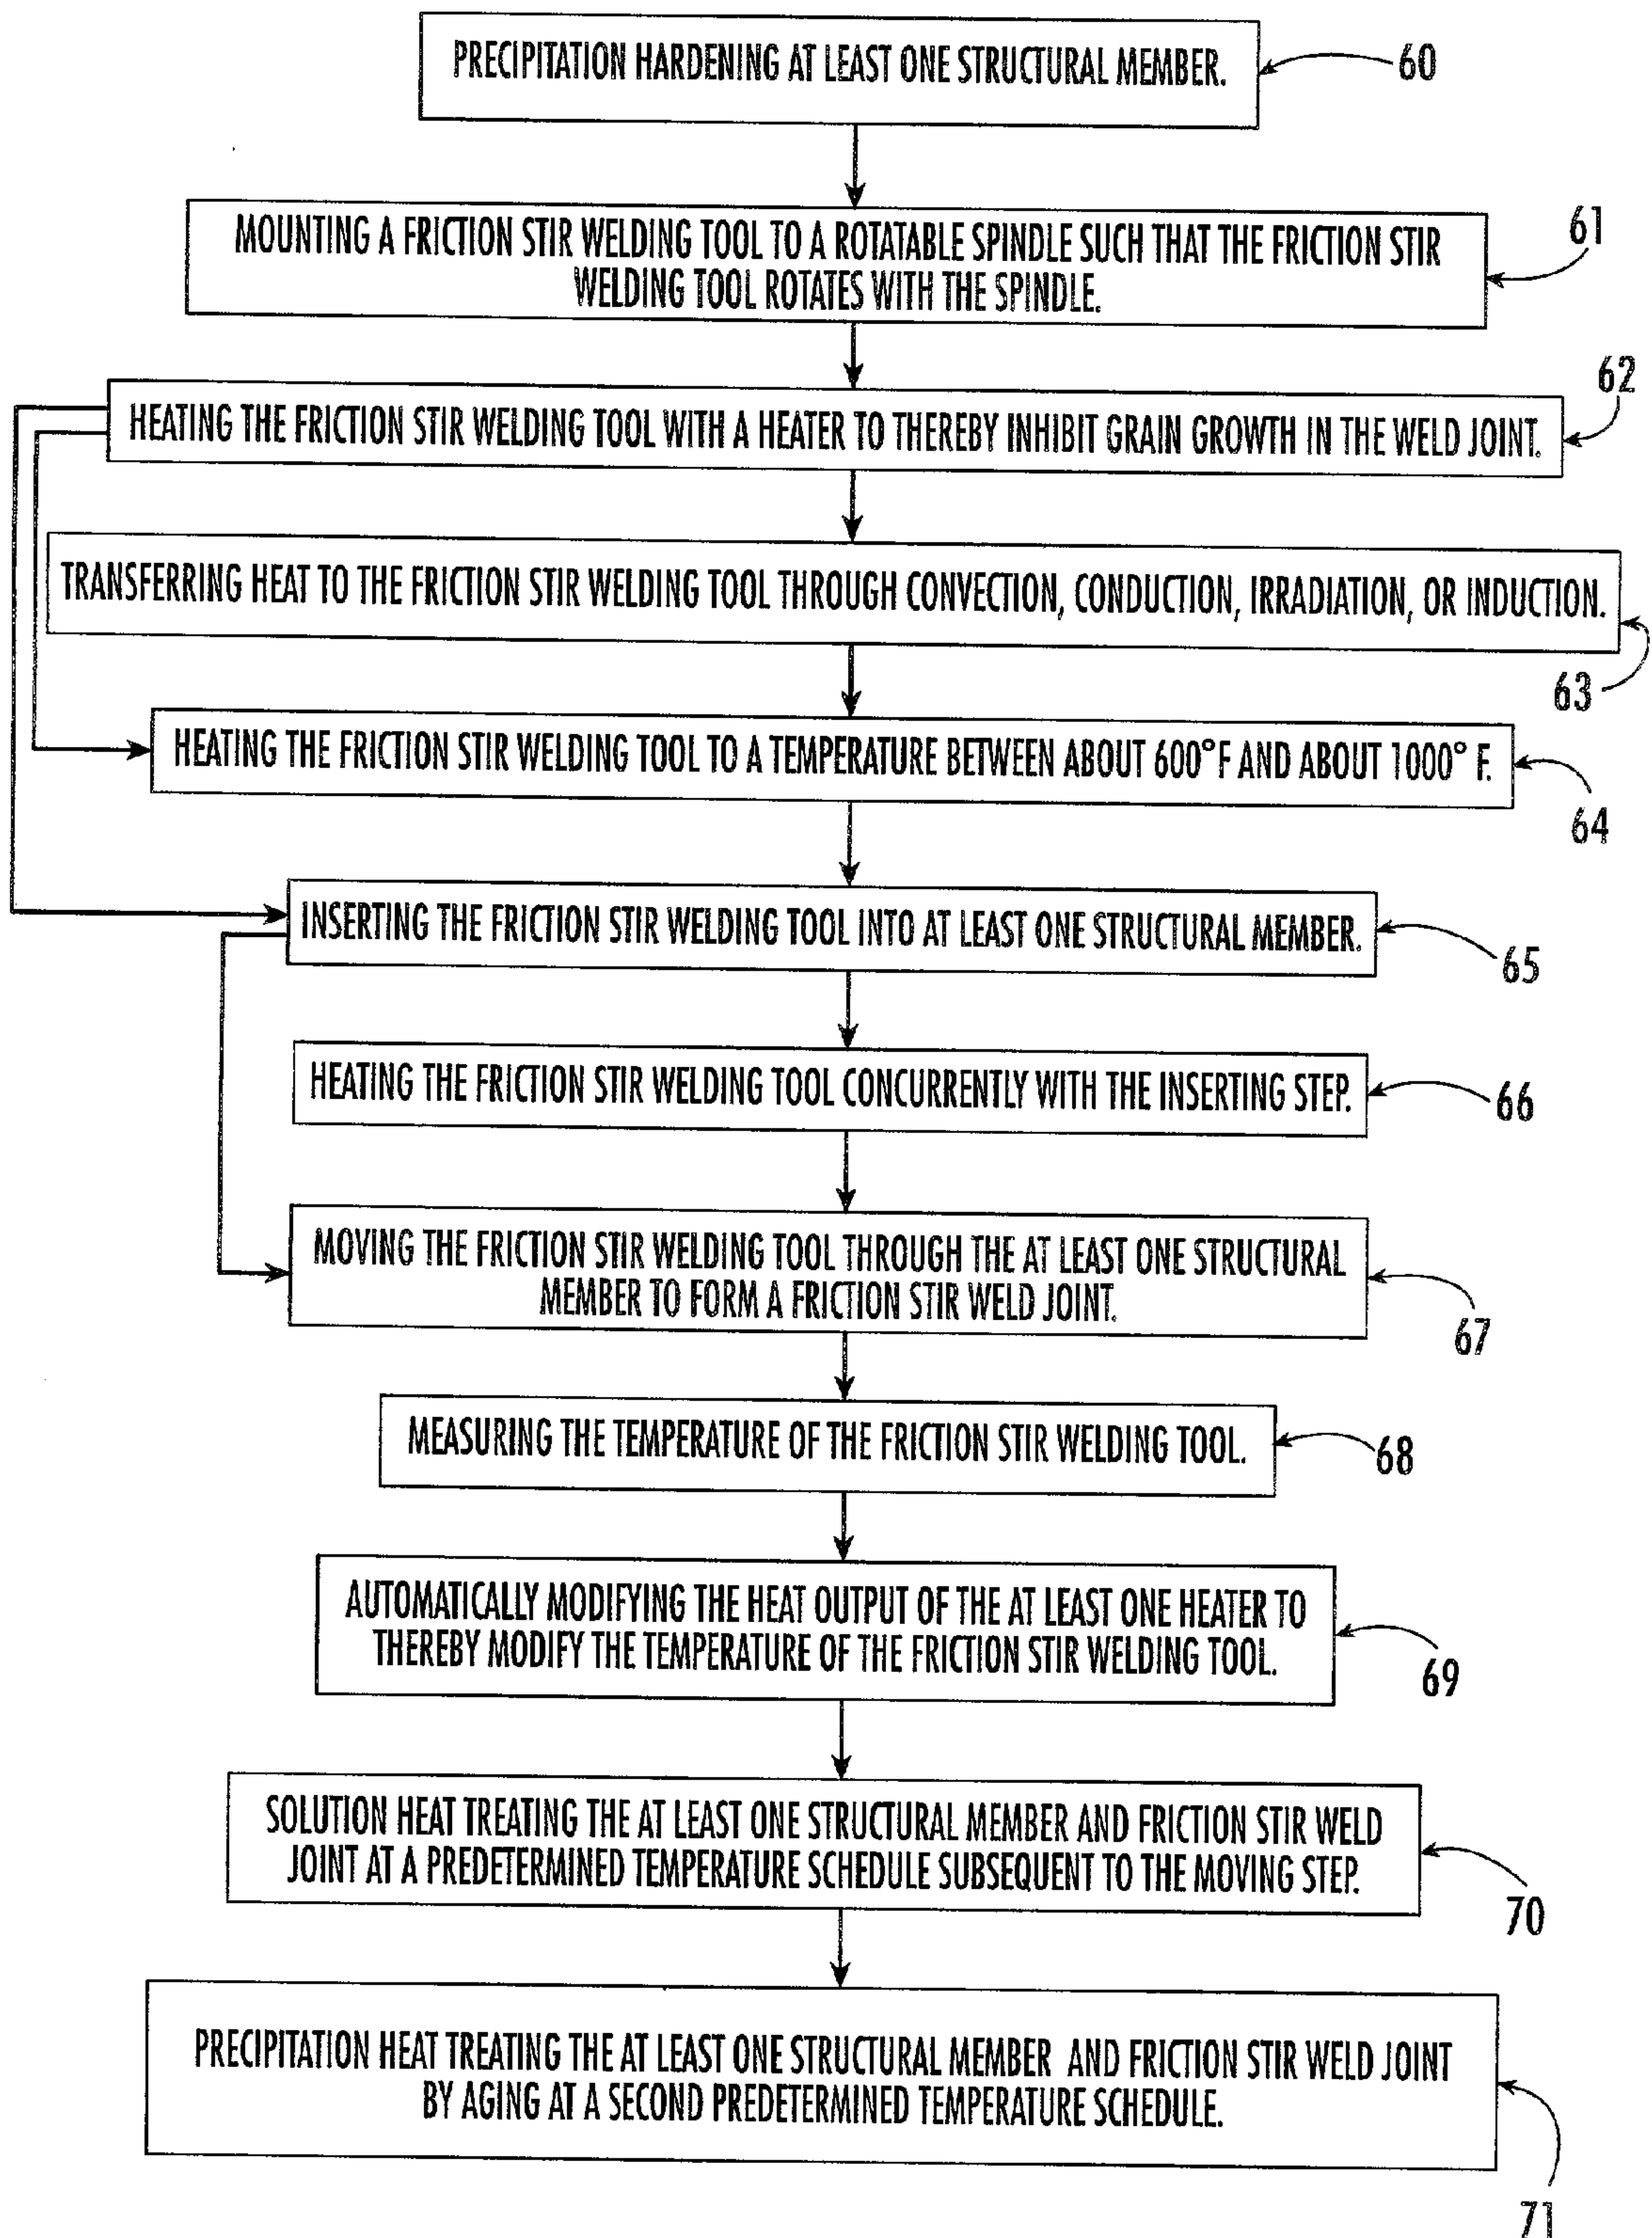 PRECIPITATION HARDENING AT LEAST ONE STRUCTURAL MEMBER.
60
MOUNTING A FRICTION STIR WELDING TOOL TO A ROTATABLE SPINDLE SUCH THAT THE FRICTION STIR
WELDING TOOL ROTATES WITH THE SPINDLE.
61
HEATING THE FRICTION STIR WELDING TOOL WITH A HEATER TO THEREBY INHIBIT GRAIN GROWTH IN THE WELD JOINT.
62
TRANSFERRING HEAT TO THE FRICTION STIR WELDING TOOL THROUGH CONVECTION, CONDUCTION, IRRADIATION, OR INDUCTION.
63
HEATING THE FRICTION STIR WELDING TOOL TO A TEMPERATURE BETWEEN ABOUT 600°F AND ABOUT 1000° F.
64
INSERTING THE FRICTION STIR WELDING TOOL INTO AT LEAST ONE STRUCTURAL MEMBER.
65
HEATING THE FRICTION STIR WELDING TOOL CONCURRENTLY WITH THE INSERTING STEP.
66
MOVING THE FRICTION STIR WELDING TOOL THROUGH THE AT LEAST ONE STRUCTURAL
MEMBER TO FORM A FRICTION STIR WELD JOINT.
67
MEASURING THE TEMPERATURE OF THE FRICTION STIR WELDING TOOL.
68
AUTOMATICALLY MODIFYING THE HEAT OUTPUT OF THE AT LEAST ONE HEATER TO
THEREBY MODIFY THE TEMPERATURE OF THE FRICTION STIR WELDING TOOL.
69
SOLUTION HEAT TREATING THE AT LEAST ONE STRUCTURAL MEMBER AND FRICTION STIR WELD
JOINT AT A PREDETERMINED TEMPERATURE SCHEDULE SUBSEQUENT TO THE MOVING STEP.
70
PRECIPITATION HEAT TREATING THE AT LEAST ONE STRUCTURAL MEMBER AND FRICTION STIR WELD JOINT
BY AGING AT A SECOND PREDETERMINED TEMPERATURE SCHEDULE.
71